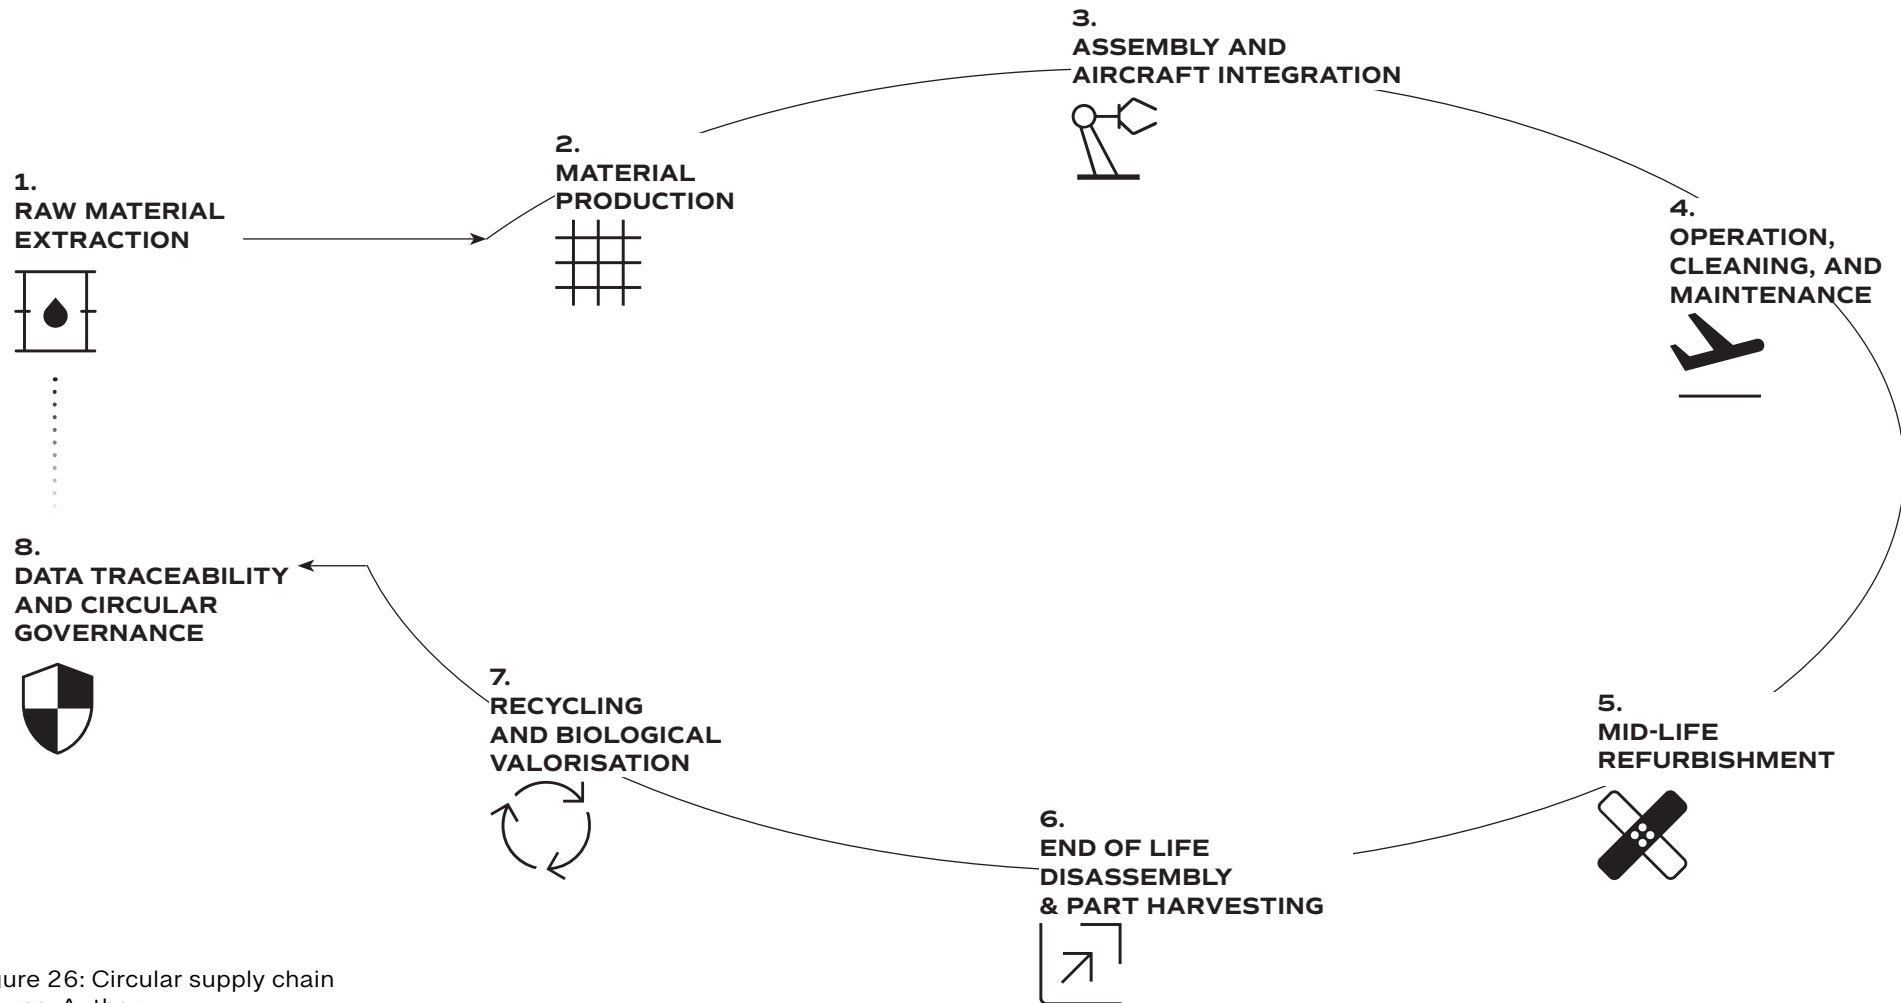 1.
RAW MATERIAL
EXTRACTION
2.
MATERIAL
PRODUCTION
3.
ASSEMBLY AND
AIRCRAFT INTEGRATION
4.
OPERATION,
CLEANING, AND
MAINTENANCE
5.
MID-LIFE
REFURBISHMENT
6.
END OF LIFE
DISASSEMBLY
& PART HARVESTING
7.
RECYCLING
AND BIOLOGICAL
VALORISATION
8.
DATA TRACEABILITY
AND CIRCULAR
GOVERNANCE
26: Circular supply chain